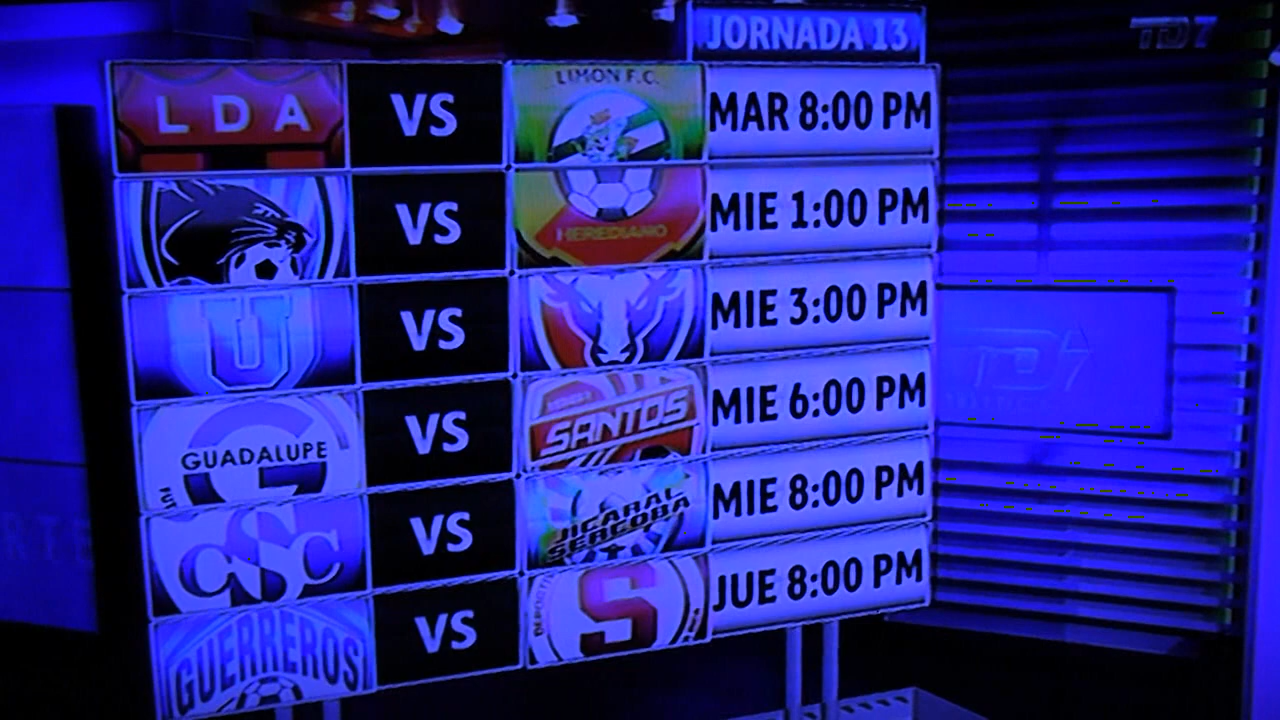 JORNADA 13
TD7
LDA VS LIMON F.C. MAR 8:00 PM
VS HEREDIANO MIE 1:00 PM
U VS MIE 3:00 PM
GUADALUPE VS SANTOS MIE 6:00 PM
CSC VS JICARAL SERCOBA MIE 8:00 PM
GUERREROS VS S JUE 8:00 PM
TD7